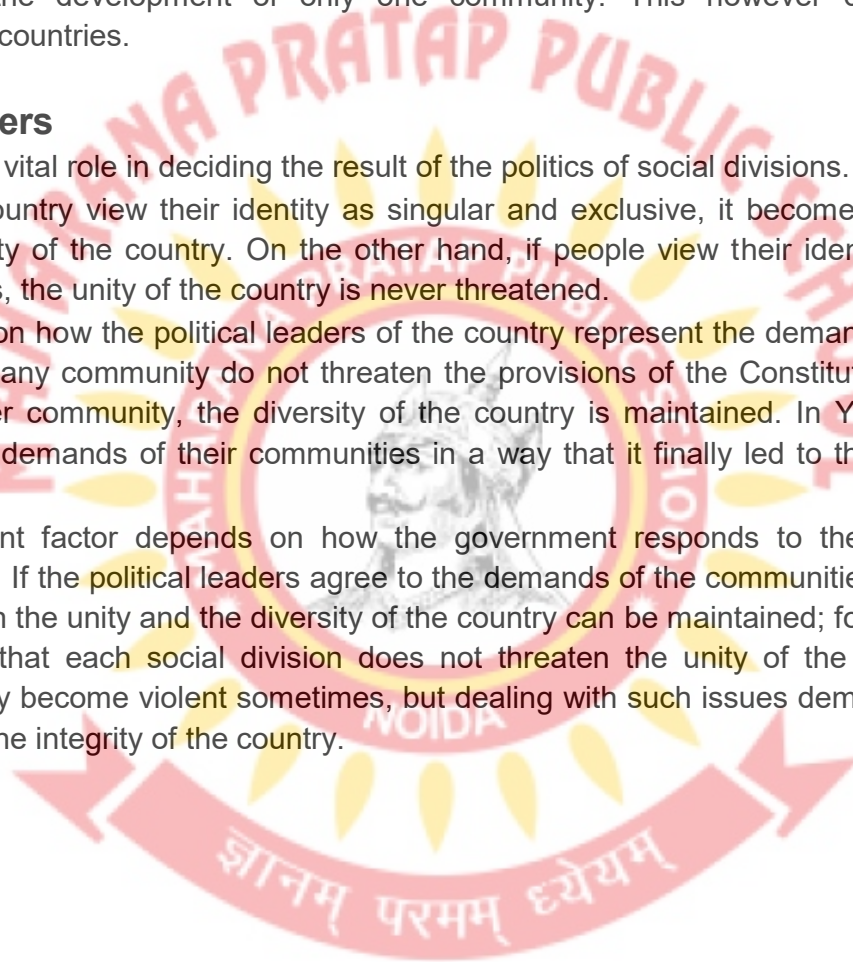 the development of only one community. This however
countries.
ers
vital role in deciding the result of the politics of social divisions.
ountry view their identity as singular and exclusive, it become
ty of the country. On the other hand, if people view their iden
s, the unity of the country is never threatened.
on how the political leaders of the country represent the deman
any community do not threaten the provisions of the Constitu
er community, the diversity of the country is maintained. In Y
demands of their communities in a way that it finally led to th
nt factor depends on how the government responds to the
If the political leaders agree to the demands of the communitie
n the unity and the diversity of the country can be maintained; fo
that each social division does not threaten the unity of the
y become violent sometimes, but dealing with such issues dem
he integrity of the country.
MAHARANA PRATAP PUBLIC SCHOOL
MAHARANA PRATAP PUBLIC SCHOOL
NOIDA
ज्ञानम् परमम् ध्येयम्